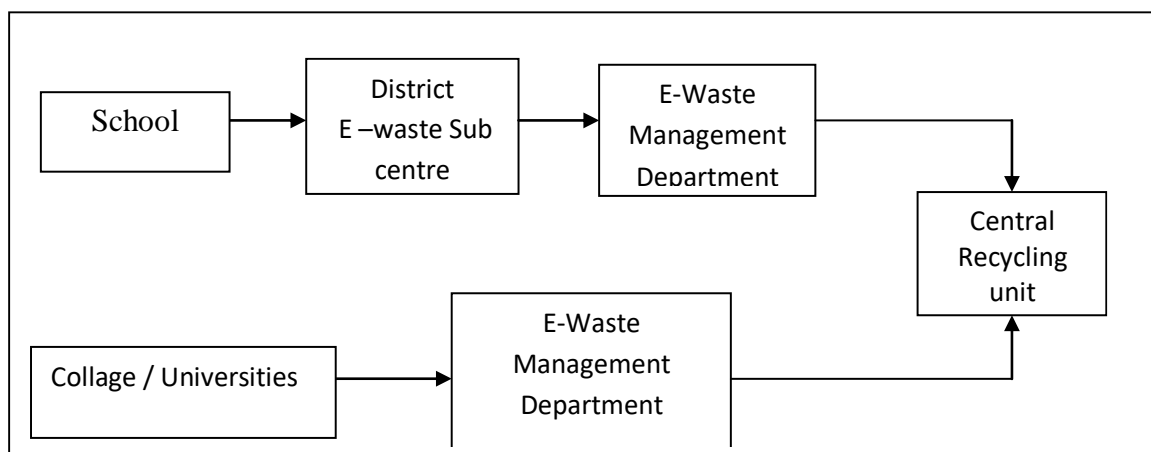 School
District
E –waste Sub
centre
E-Waste
Management
Department
Central
Recycling
unit
Collage / Universities
E-Waste
Management
Department